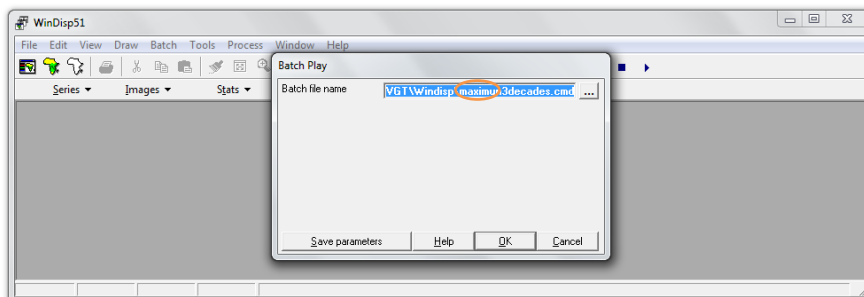 WinDisp51
File Edit View Draw Batch Tools Process Window Help
Batch Play
Series Images Stats
Batch file name VGT\Windisp\maximum3decades.cmd ...
Save parameters Help OK Cancel